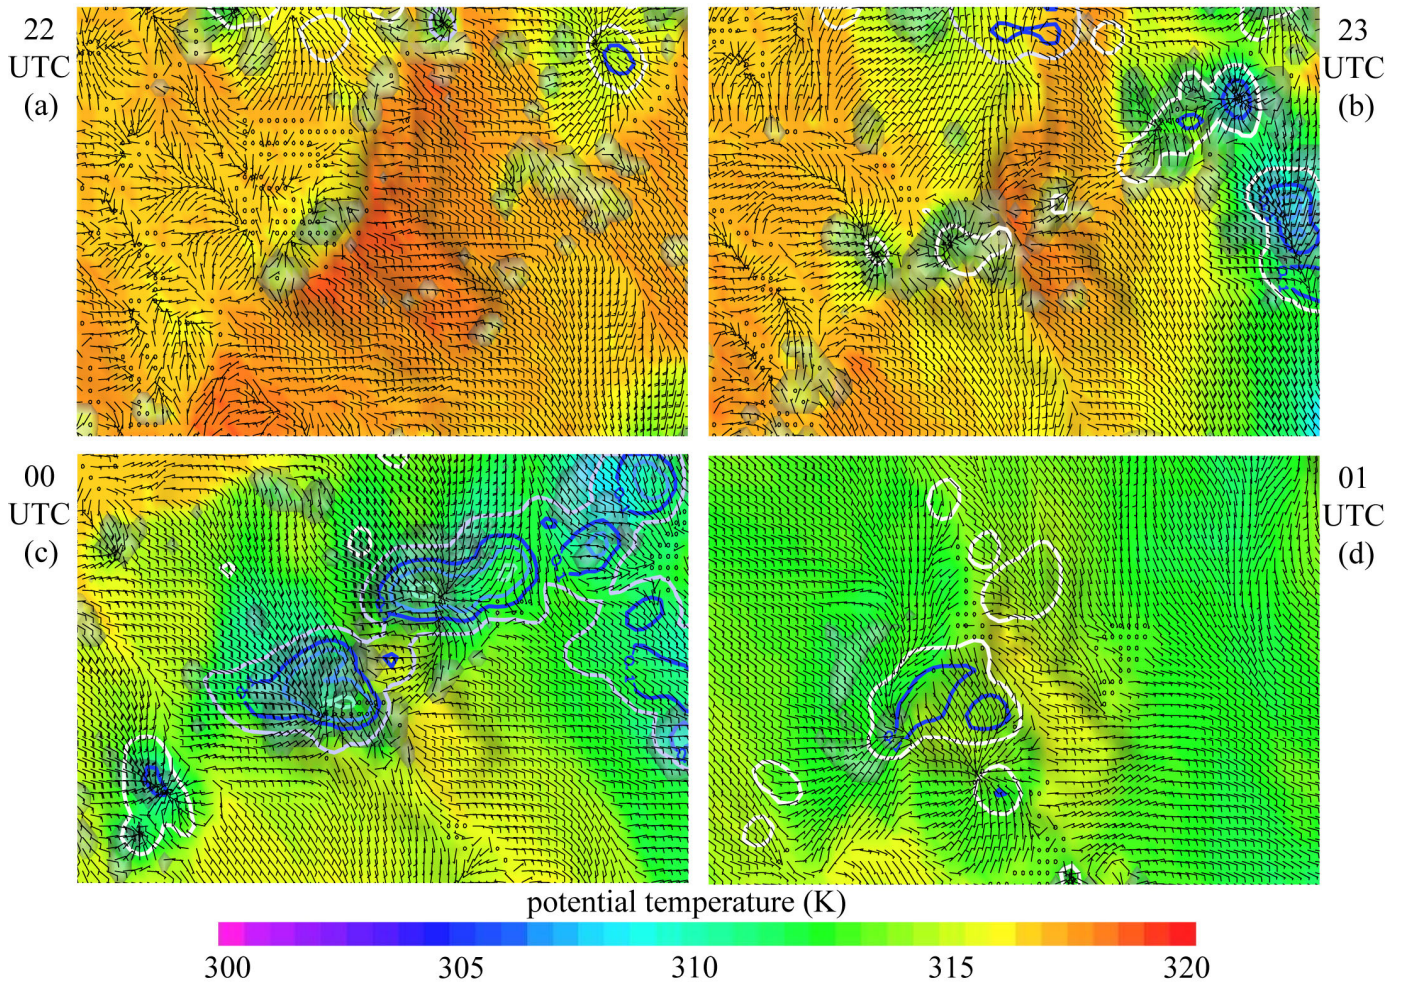 22
UTC
(a)
23
UTC
(b)
00
UTC
(c)
01
UTC
(d)
potential temperature (K)
300 305 310 315 320